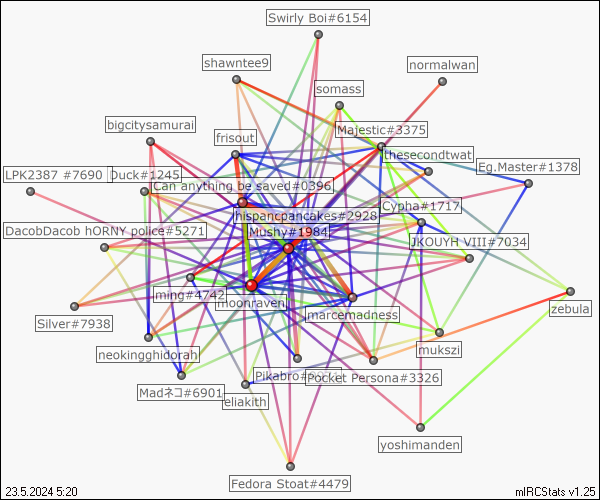 Swirly Boi#6154
shawntee9
normalwan
somass
bigcitysamurai
Majestic#3375
frisout
thesecondtwat
Eg.Master#1378
LPK2387 #7690
Duck#1245
Can anything be saved#0396
Cypha#1717
hispancpancakes#2928
DacobDacob hORNY police#5271
Mushy#1984
JKOUYH VIII#7034
ming#4742
moonraven
zebula
Silver#7938
marcemadness
neokingghidorah
mukszi
Pikabro#
Pocket Persona#3326
Madネコ#6901
eliakith
yoshimanden
Fedora Stoat#4479
23.5.2024 5:20
mIRCStats v1.25